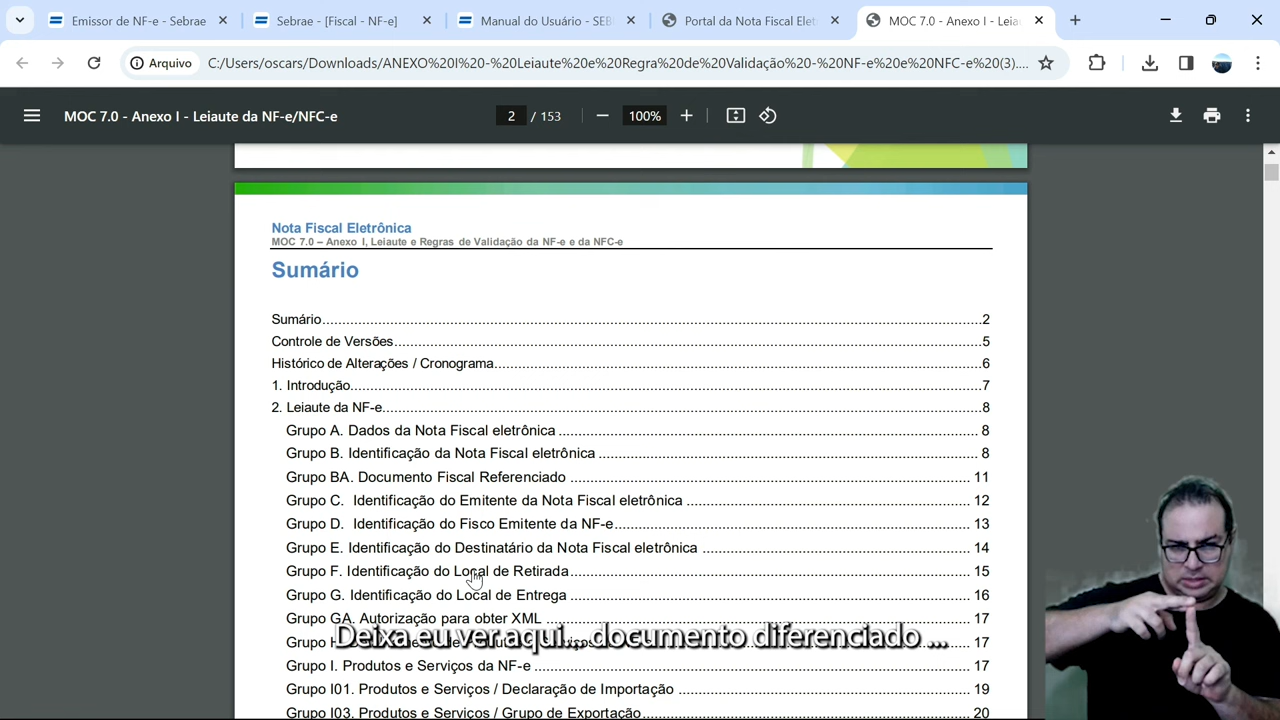 Emissor de NF-e - Sebrae
Sebrae - [Fiscal - NF-e]
Manual do Usuário - SEB
Portal da Nota Fiscal Elet
MOC 7.0 - Anexo I - Leia
Arquivo
C:/Users/oscars/Downloads/ANEXO%20I%20-%20Leiaute%20e%20Regra%20de%20Validação%20-%20NF-e%20e%20NFC-e%20(3)....
MOC 7.0 - Anexo I - Leiaute da NF-e/NFC-e
2 / 153
100%
Nota Fiscal Eletrônica
MOC 7.0 – Anexo I, Leiaute e Regras de Validação da NF-e e da NFC-e
Sumário
Sumário 2
Controle de Versões 5
Histórico de Alterações / Cronograma 6
1. Introdução 7
2. Leiaute da NF-e 8
Grupo A. Dados da Nota Fiscal eletrônica 8
Grupo B. Identificação da Nota Fiscal eletrônica 8
Grupo BA. Documento Fiscal Referenciado 11
Grupo C. Identificação do Emitente da Nota Fiscal eletrônica 12
Grupo D. Identificação do Fisco Emitente da NF-e 13
Grupo E. Identificação do Destinatário da Nota Fiscal eletrônica 14
Grupo F. Identificação do Local de Retirada 15
Grupo G. Identificação do Local de Entrega 16
Grupo GA. Autorização para obter XML 17
Deixa eu ver aqui... documento diferenciado ...
Grupo 17
Grupo I. Produtos e Serviços da NF-e 17
Grupo I01. Produtos e Serviços / Declaração de Importação 19
Grupo I03. Produtos e Serviços / Grupo de Exportação 20